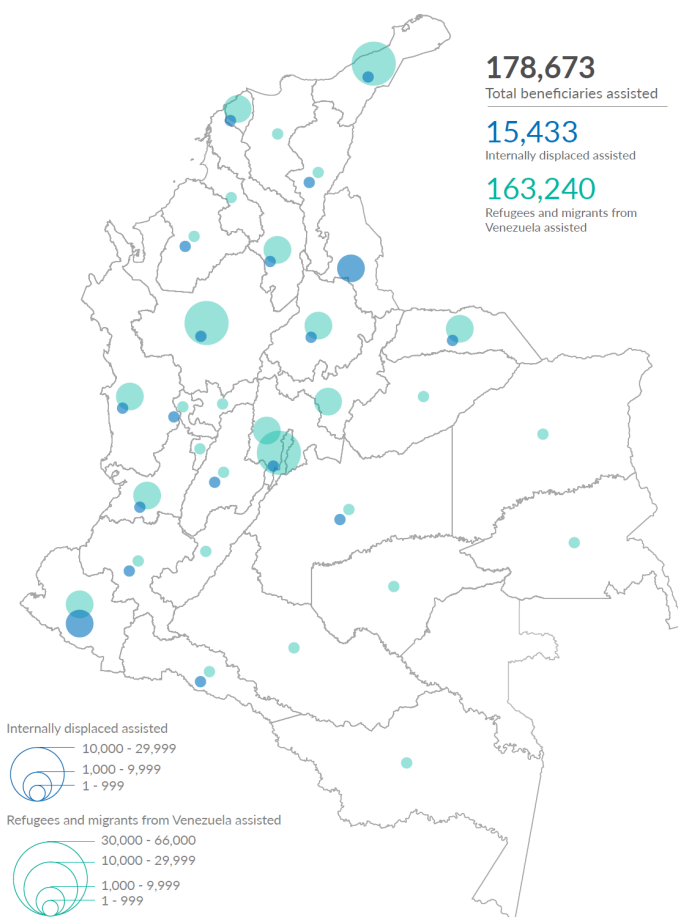 178,673
Total beneficiaries assisted
15,433
Internally displaced assisted
163,240
Refugees and migrants from
Venezuela assisted
Internally displaced assisted
10,000 - 29,999
1,000 - 9,999
1 - 999
Refugees and migrants from Venezuela assisted
30,000 - 66,000
10,000 - 29,999
1,000 - 9,999
1 - 999